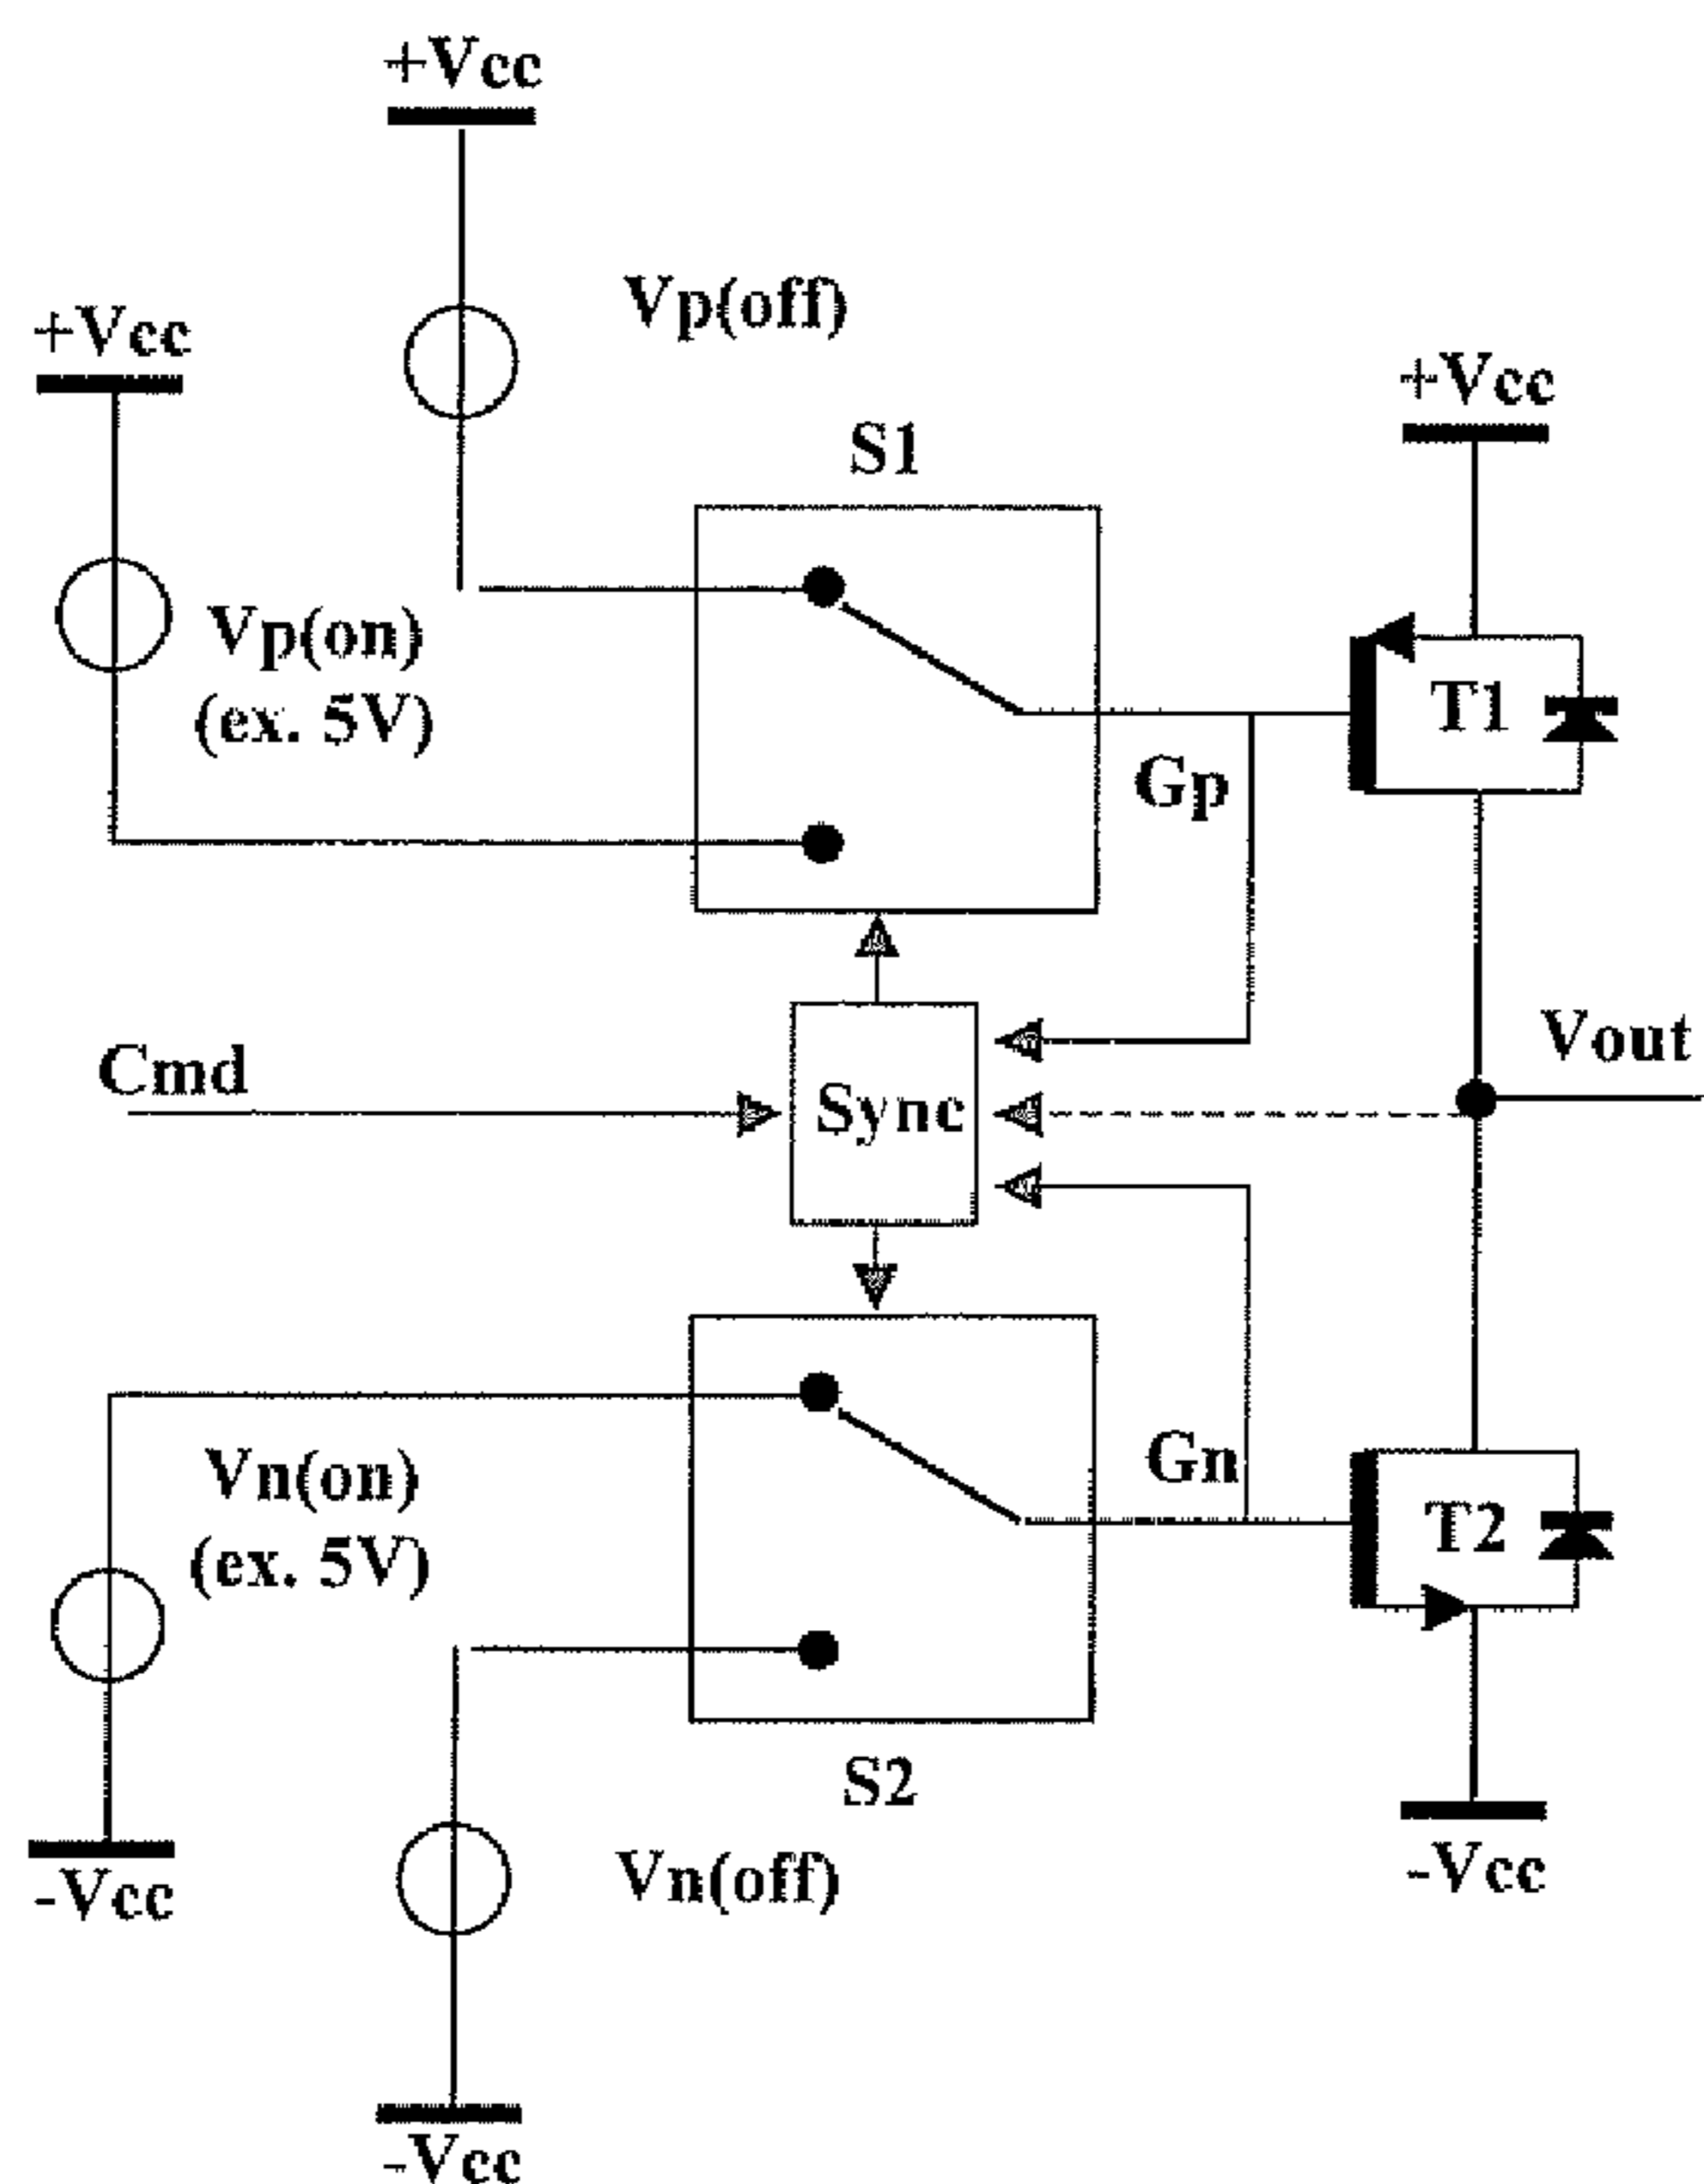 +Vcc
Vp(off)
+Vcc
+Vcc
S1
Vp(on)
(ex. 5V)
T1
Gp
Vout
Cmd
Sync
Gn
Vn(on)
(ex. 5V)
T2
S2
Vn(off)
-Vcc
-Vcc
-Vcc